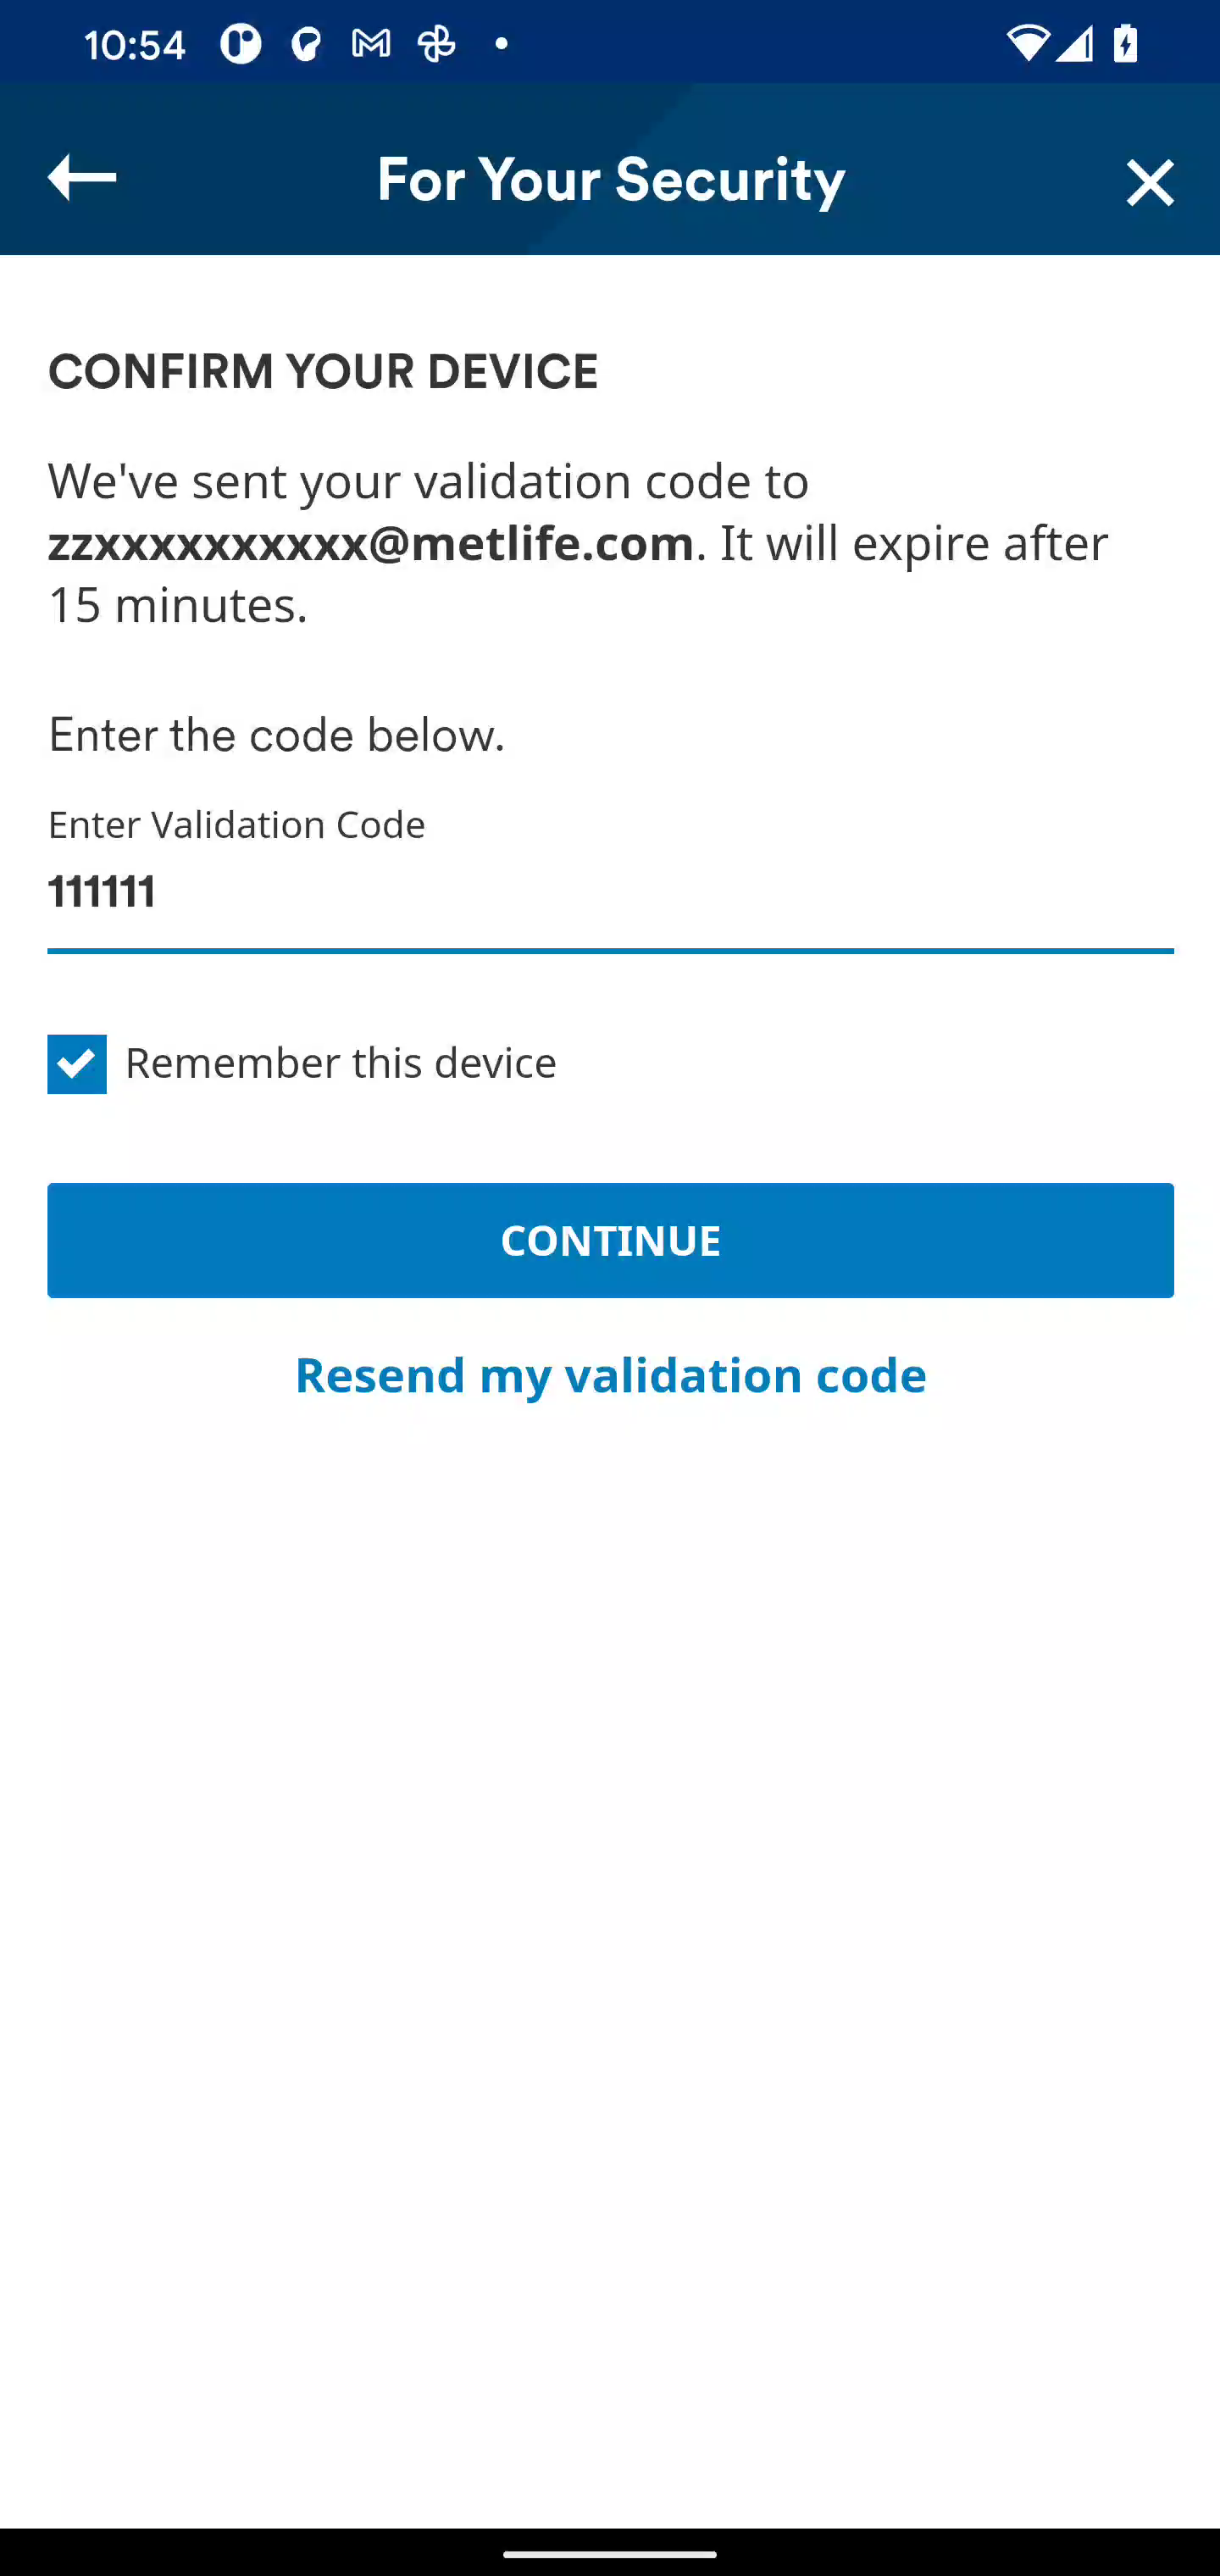 10:54
For Your Security
CONFIRM YOUR DEVICE
We've sent your validation code to
zzxxxxxxxxxx@metlife.com. It will expire after
15 minutes.
Enter the code below.
Enter Validation Code
111111
Remember this device
CONTINUE
Resend my validation code